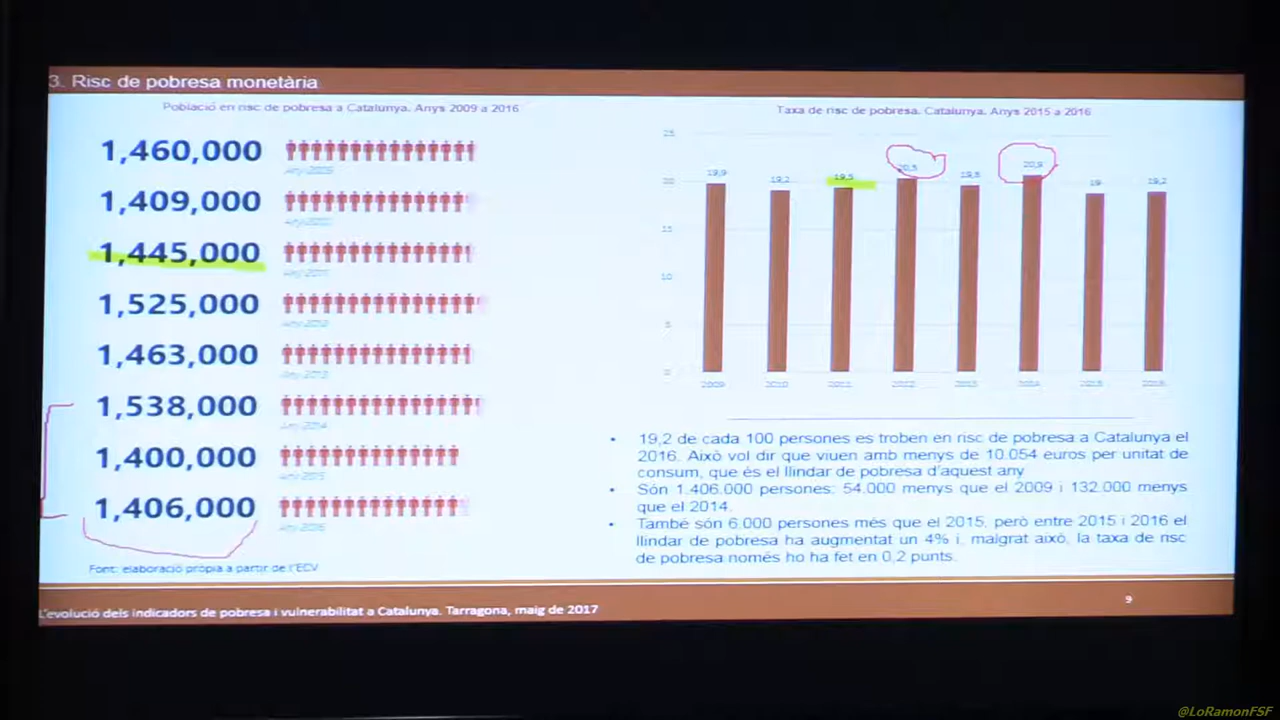 3. Risc de pobresa monetària
Població en risc de pobresa a Catalunya. Anys 2009 a 2016
1,460,000
Any 2009
1,409,000
Any 2010
1,445,000
Any 2011
1,525,000
Any 2012
1,463,000
Any 2013
1,538,000
Any 2014
1,400,000
Any 2015
1,406,000
Any 2016
Font: elaboració pròpia a partir de l'ECV
Taxa de risc de pobresa. Catalunya. Anys 2015 a 2016
25
20
15
10
5
0
19,9 19,2 19,5 20,5 19,8 20,9 19 19,2
2009 2010 2011 2012 2013 2014 2015 2016
• 19,2 de cada 100 persones es troben en risc de pobresa a Catalunya el
2016. Això vol dir que viuen amb menys de 10.054 euros per unitat de
consum, que és el llindar de pobresa d'aquest any
• Són 1.406.000 persones: 54.000 menys que el 2009 i 132.000 menys
que el 2014.
• També són 6.000 persones més que el 2015, però entre 2015 i 2016 el
llindar de pobresa ha augmentat un 4% i, malgrat això, la taxa de risc
de pobresa només ho ha fet en 0,2 punts.
L'evolució dels indicadors de pobresa i vulnerabilitat a Catalunya. Tarragona, maig de 2017
9
@LoRamonFSF